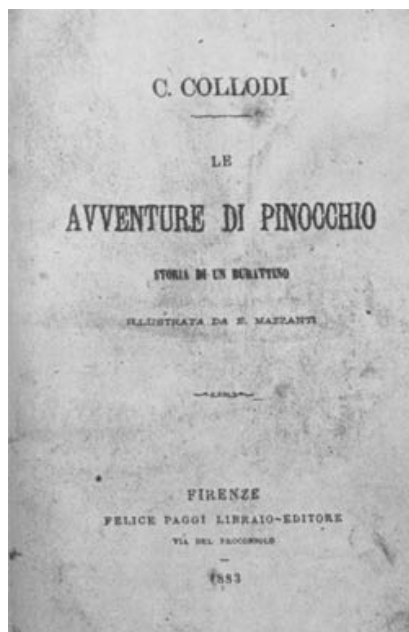 C. COLLODI
LE
AVVENTURE DI PINOCCHIO
STORIA DI UN BURATTINO
ILLUSTRATA DA E. MAZZANTI
FIRENZE
FELICE PAGGI LIBRAIO-EDITORE
VIA DEL PROCONSOLO
1883